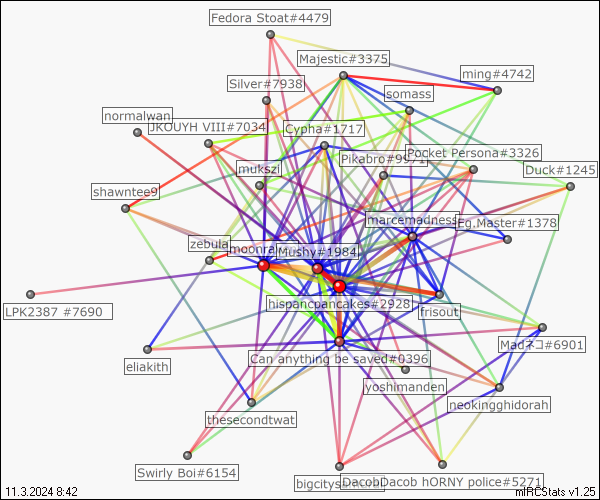 Fedora Stoat#4479
Majestic#3375
ming#4742
Silver#7938
somass
normalwan
JKOUYH VIII#7034
Cypha#1717
Pikabro#9971
Pocket Persona#3326
mukszi
Duck#1245
shawntee9
marcemadness
Eg.Master#1378
zebula
moonra
Mushy#1984
LPK2387 #7690
hispancpancakes#2928
frisout
Madネコ#6901
Can anything be saved#0396
eliakith
yoshimanden
neokingghidorah
thesecondtwat
Swirly Boi#6154
DacobDacob hORNY police#5271
11.3.2024 8:42
mIRCStats v1.25